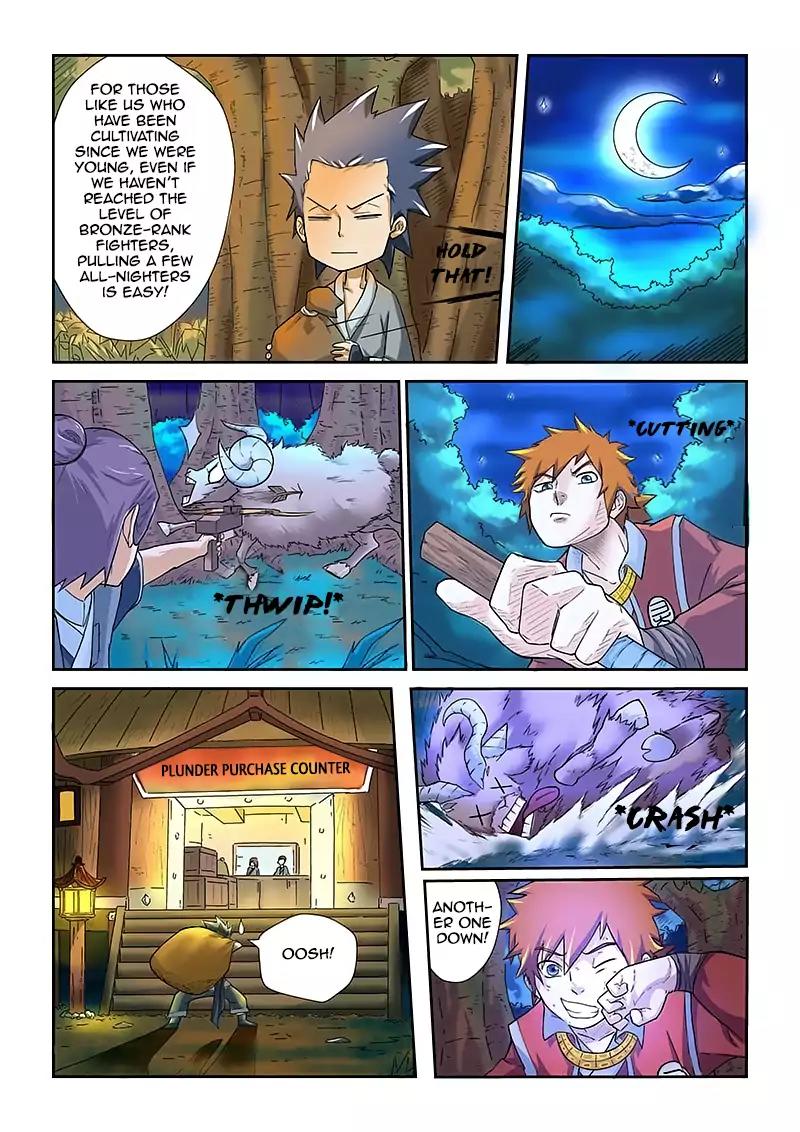 FOR THOSE
LIKE US WHO
HAVE BEEN
CULTIVATING
SINCE WE WERE
YOUNG, EVEN IF
WE HAVEN'T
REACHED THE
LEVEL OF
BRONZE-RANK
FIGHTERS,
PULLING A FEW
ALL-NIGHTERS
IS EASY!
HOLD
THAT!
*THWIP!*
*CUTTING*
PLUNDER PURCHASE COUNTER
OOSH!
*CRASH*
ANOTH-
ER ONE
DOWN!